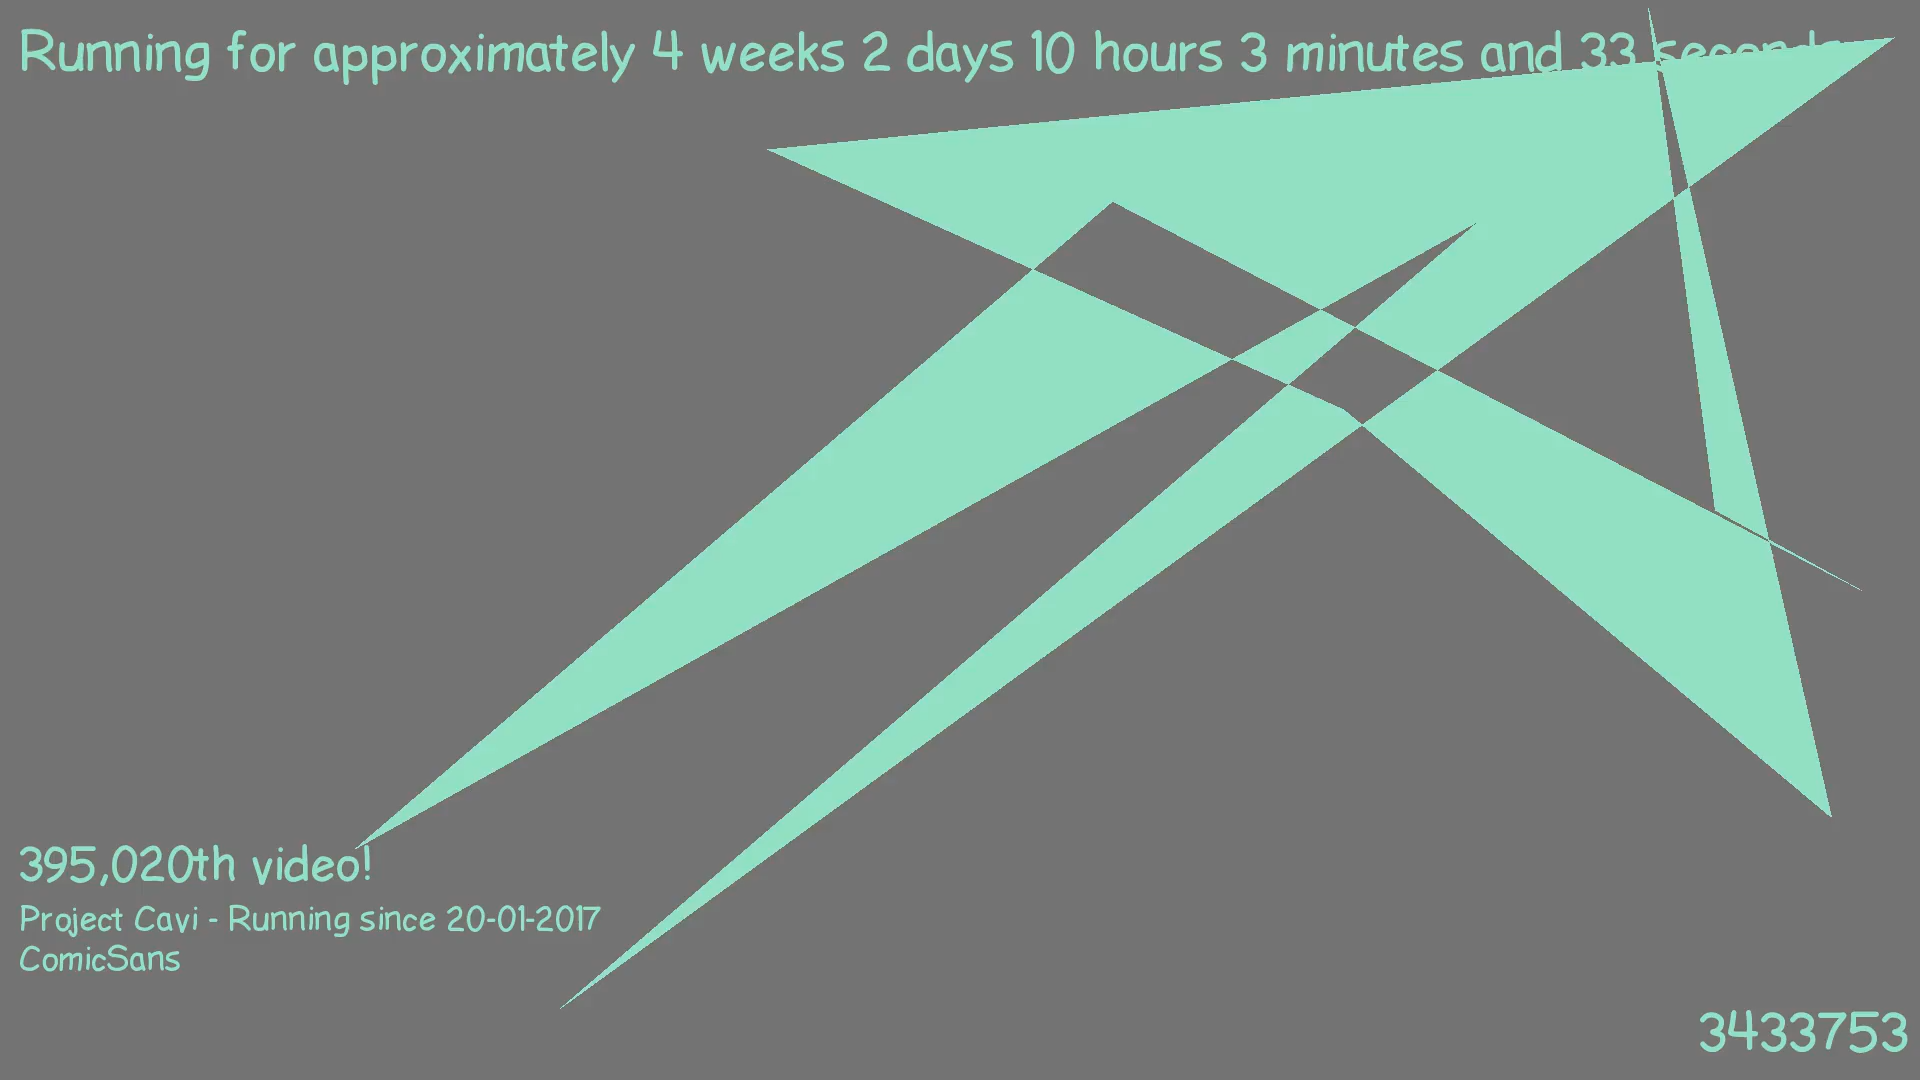 Running for approximately 4 weeks 2 days 10 hours 3 minutes and 33 seconds
395,020th video!
Project Cavi - Running since 20-01-2017
ComicSans
3433753